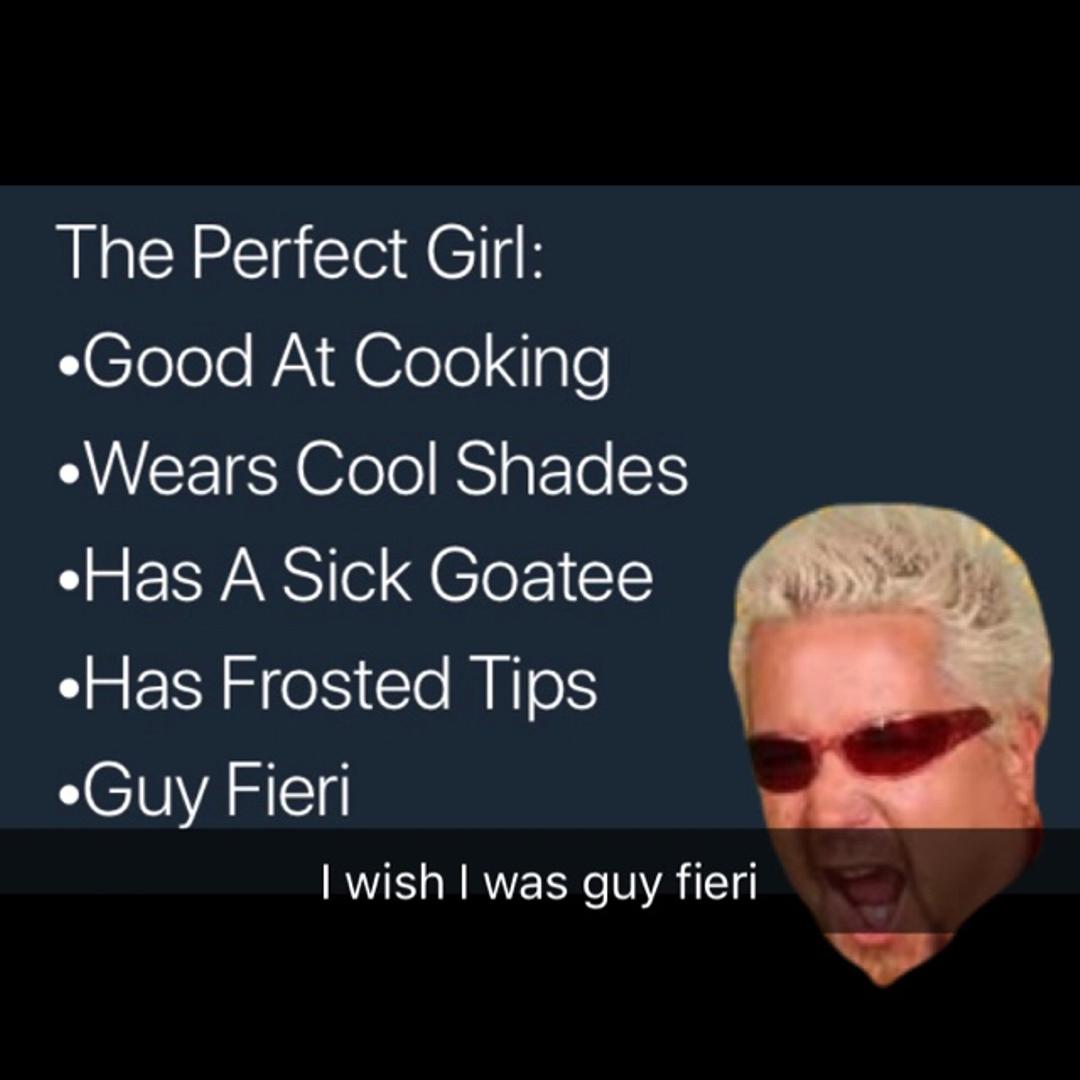 The Perfect Girl:
•Good At Cooking
•Wears Cool Shades
•Has A Sick Goatee
•Has Frosted Tips
•Guy Fieri
I wish I was guy fieri